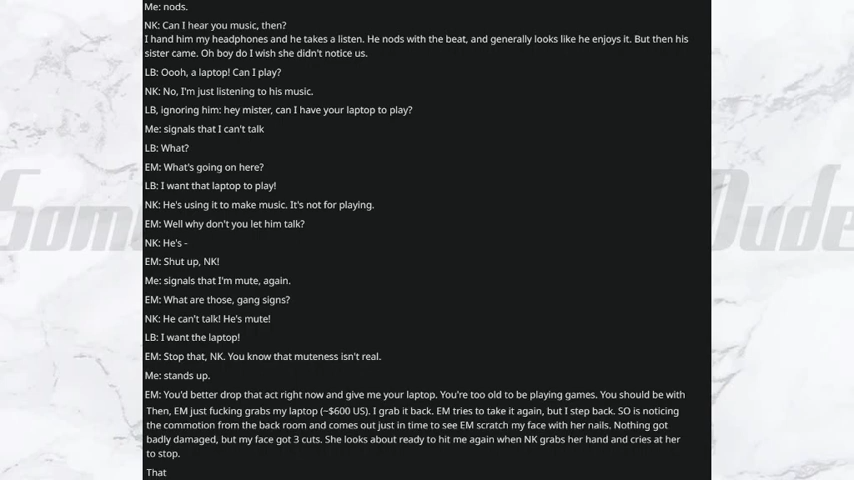 Me: nods.
NK: Can I hear you music, then?
I hand him my headphones and he takes a listen. He nods with the beat, and generally looks like he enjoys it. But then his
sister came. Oh boy do I wish she didn't notice us.
LB: Oooh, a laptop! Can I play?
NK: No, I'm just listening to his music.
LB, ignoring him: hey mister, can I have your laptop to play?
Me: signals that I can't talk
LB: What?
EM: What's going on here?
LB: I want that laptop to play!
NK: He's using it to make music. It's not for playing.
EM: Well why don't you let him talk?
NK: He's -
EM: Shut up, NK!
Me: signals that I'm mute, again.
EM: What are those, gang signs?
NK: He can't talk! He's mute!
LB: I want the laptop!
EM: Stop that, NK. You know that muteness isn't real.
Me: stands up.
EM: You'd better drop that act right now and give me your laptop. You're too old to be playing games. You should be with
Then, EM just fucking grabs my laptop (~$600 US). I grab it back. EM tries to take it again, but I step back. SO is noticing
the commotion from the back room and comes out just in time to see EM scratch my face with her nails. Nothing got
badly damaged, but my face got 3 cuts. She looks about ready to hit me again when NK grabs her hand and cries at her
to stop.
That
Som
Dude